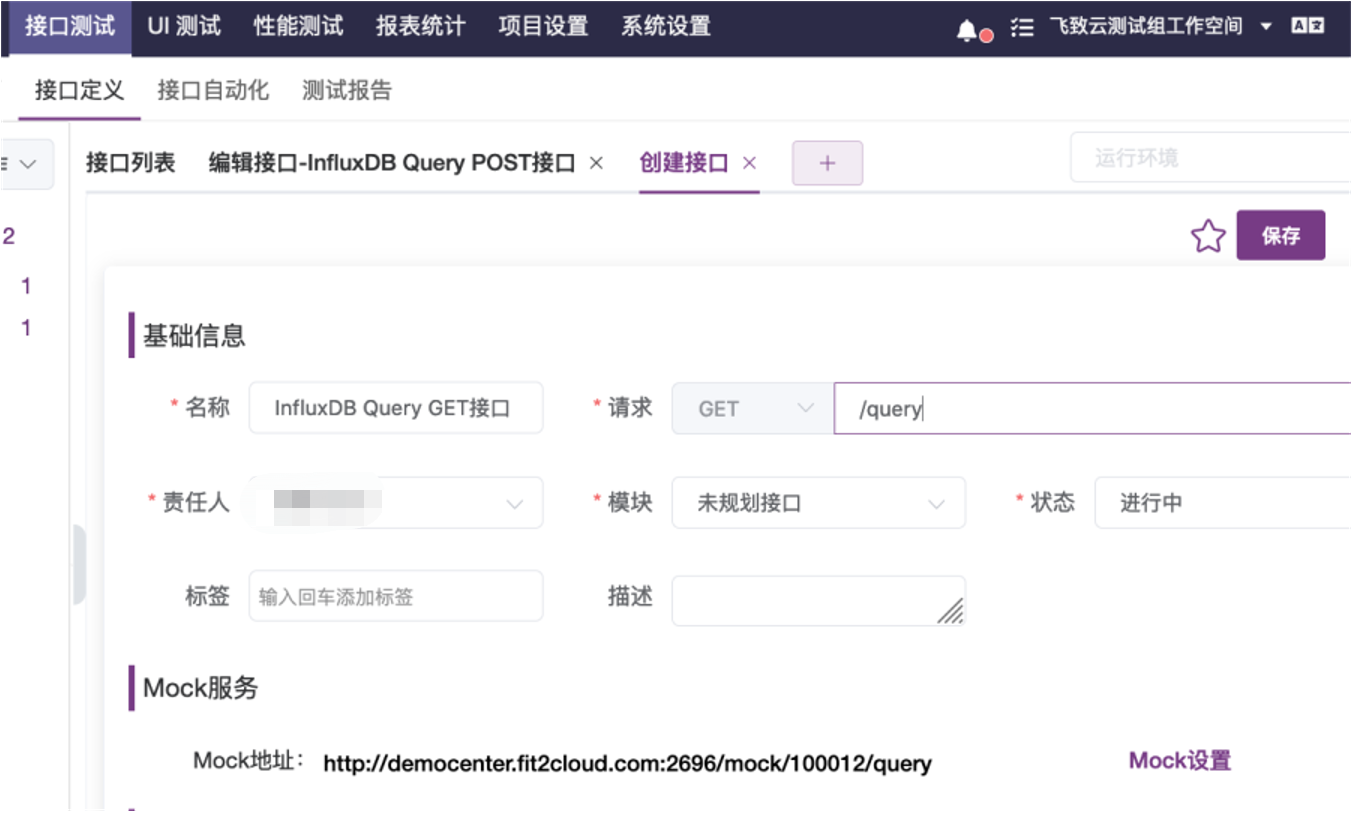 接口测试 UI 测试 性能测试 报表统计 项目设置 系统设置 飞致云测试组工作空间
接口定义 接口自动化 测试报告
接口列表 编辑接口-InfluxDB Query POST接口 × 创建接口 × + 运行环境
2
保存
1
1
基础信息
* 名称 InfluxDB Query GET接口 * 请求 GET /query
* 责任人 * 模块 未规划接口 * 状态 进行中
标签 输入回车添加标签 描述
Mock服务
Mock地址： http://democenter.fit2cloud.com:2696/mock/100012/query Mock设置